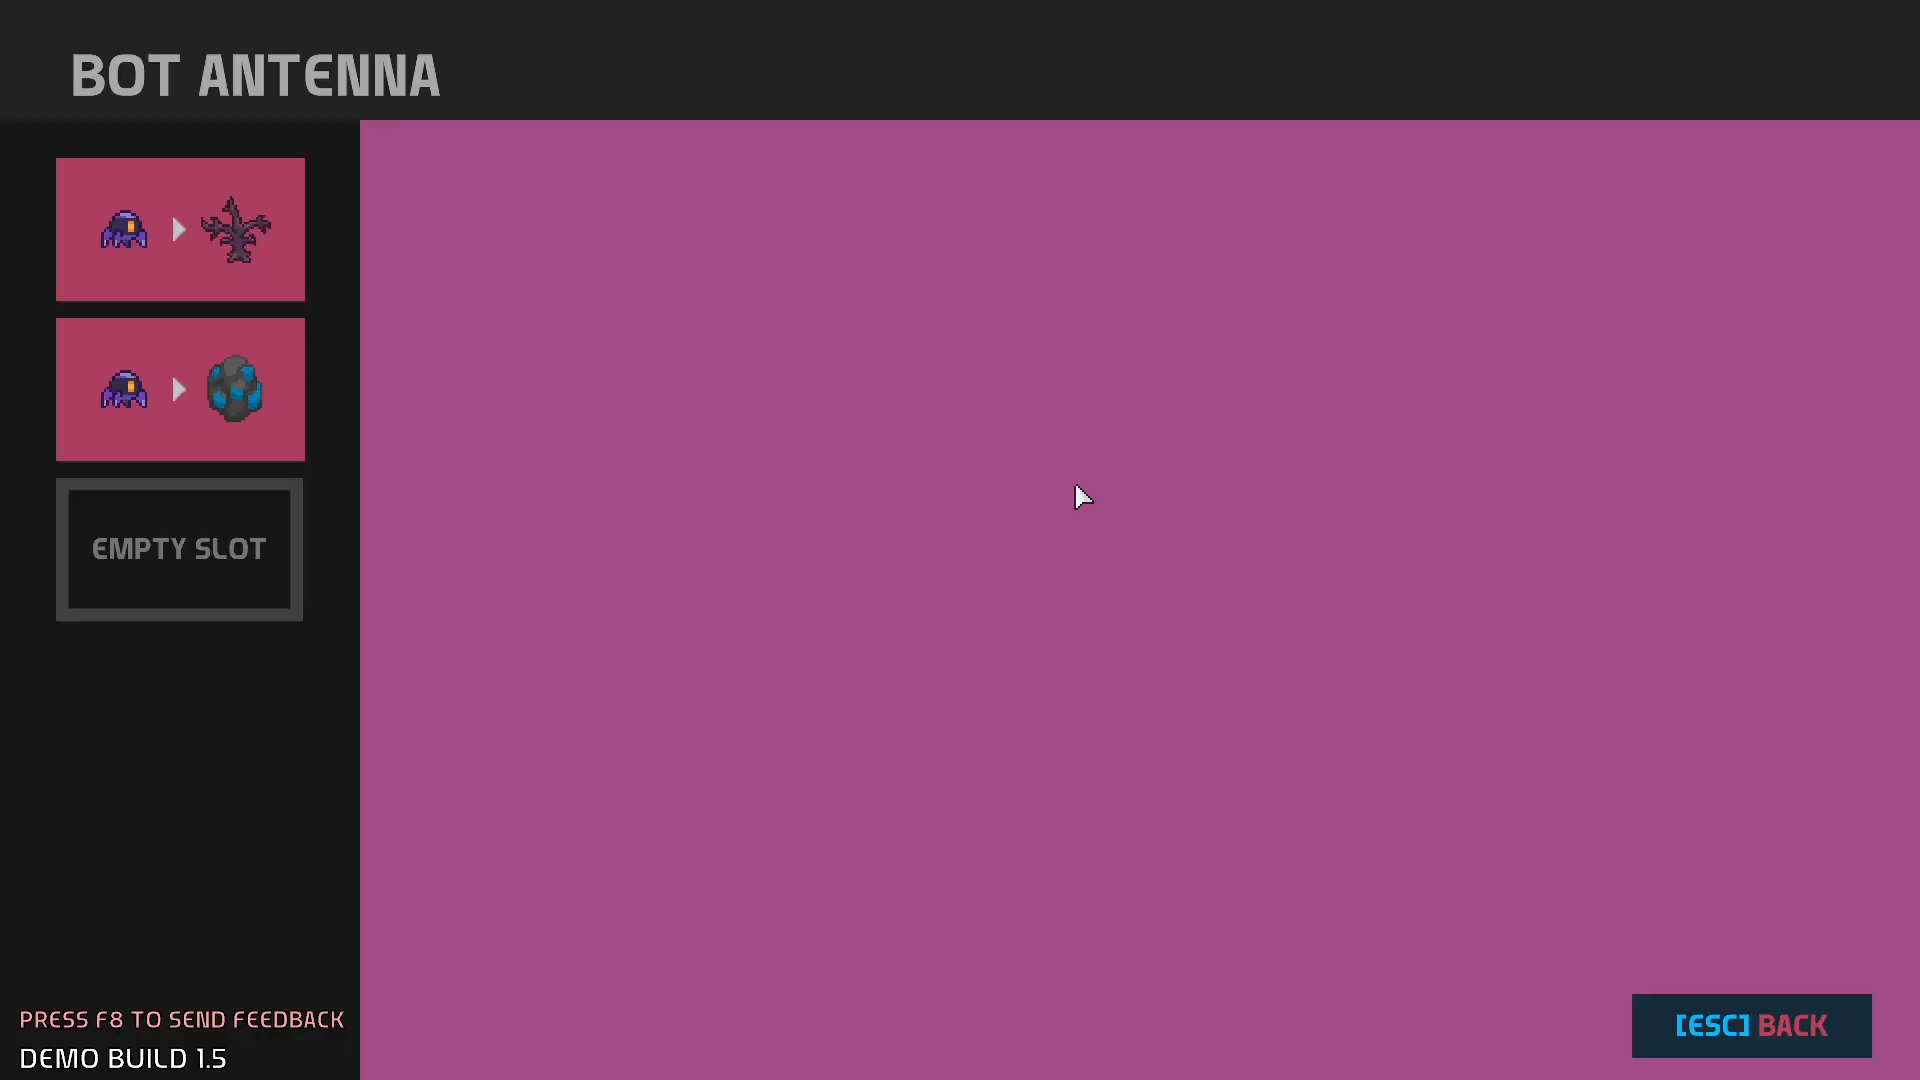 BOT ANTENNA
EMPTY SLOT
PRESS F8 TO SEND FEEDBACK
DEMO BUILD 1.5
[ESC] BACK